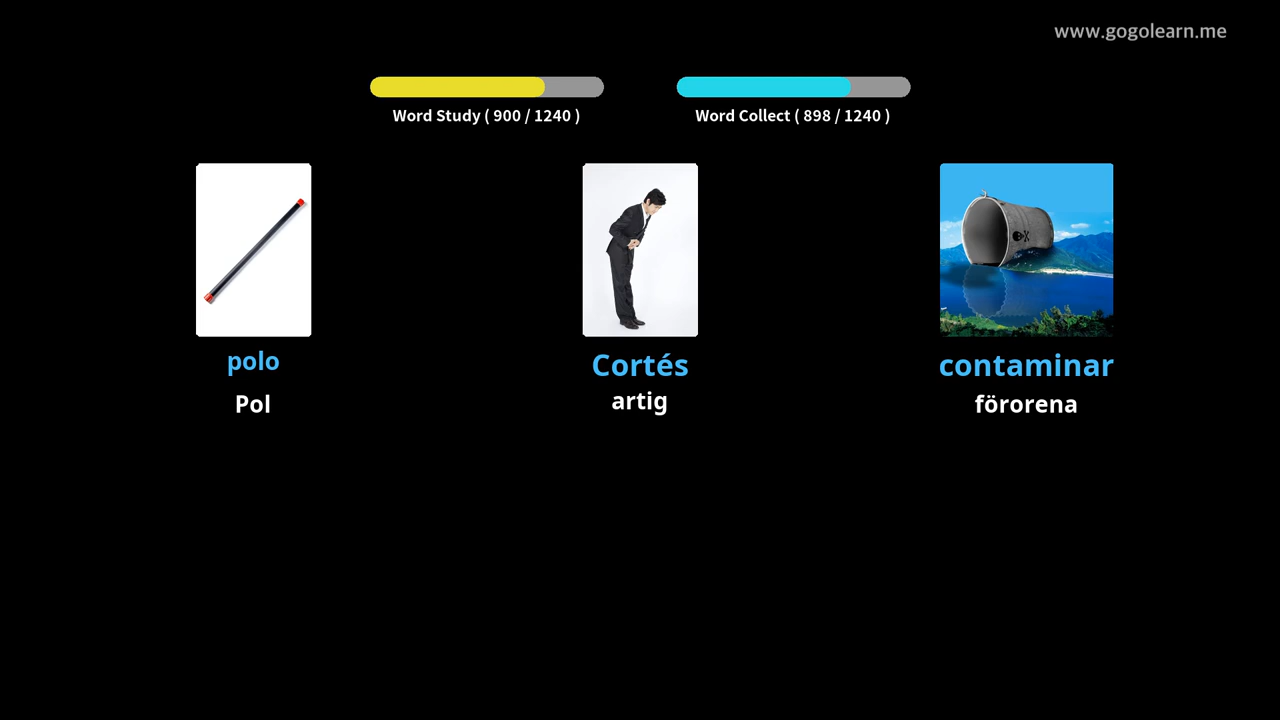 www.gogolearn.me
Word Study ( 900 / 1240 )
Word Collect ( 898 / 1240 )
polo
Pol
Cortés
artig
contaminar
förorena